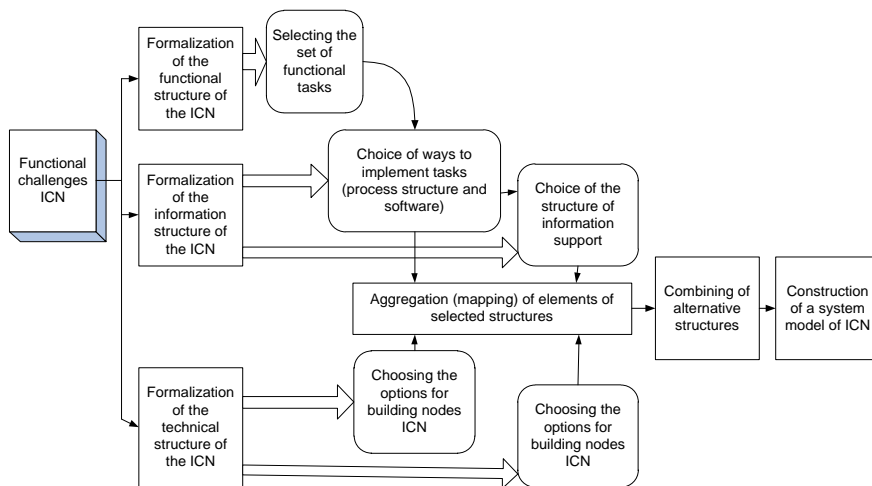 Formalization
of the
functional
structure of
the ICN
Selecting the
set of
functional
tasks
Functional
challenges
ICN
Formalization
of the
information
structure of
the ICN
Choice of ways to
implement tasks
(process structure and
software)
Choice of the
structure of
information
support
Aggregation (mapping) of elements of
selected structures
Combining of
alternative
structures
Construction
of a system
model of ICN
Formalization
of the
technical
structure of
the ICN
Choosing the
options for
building nodes
ICN
Choosing the
options for
building nodes
ICN